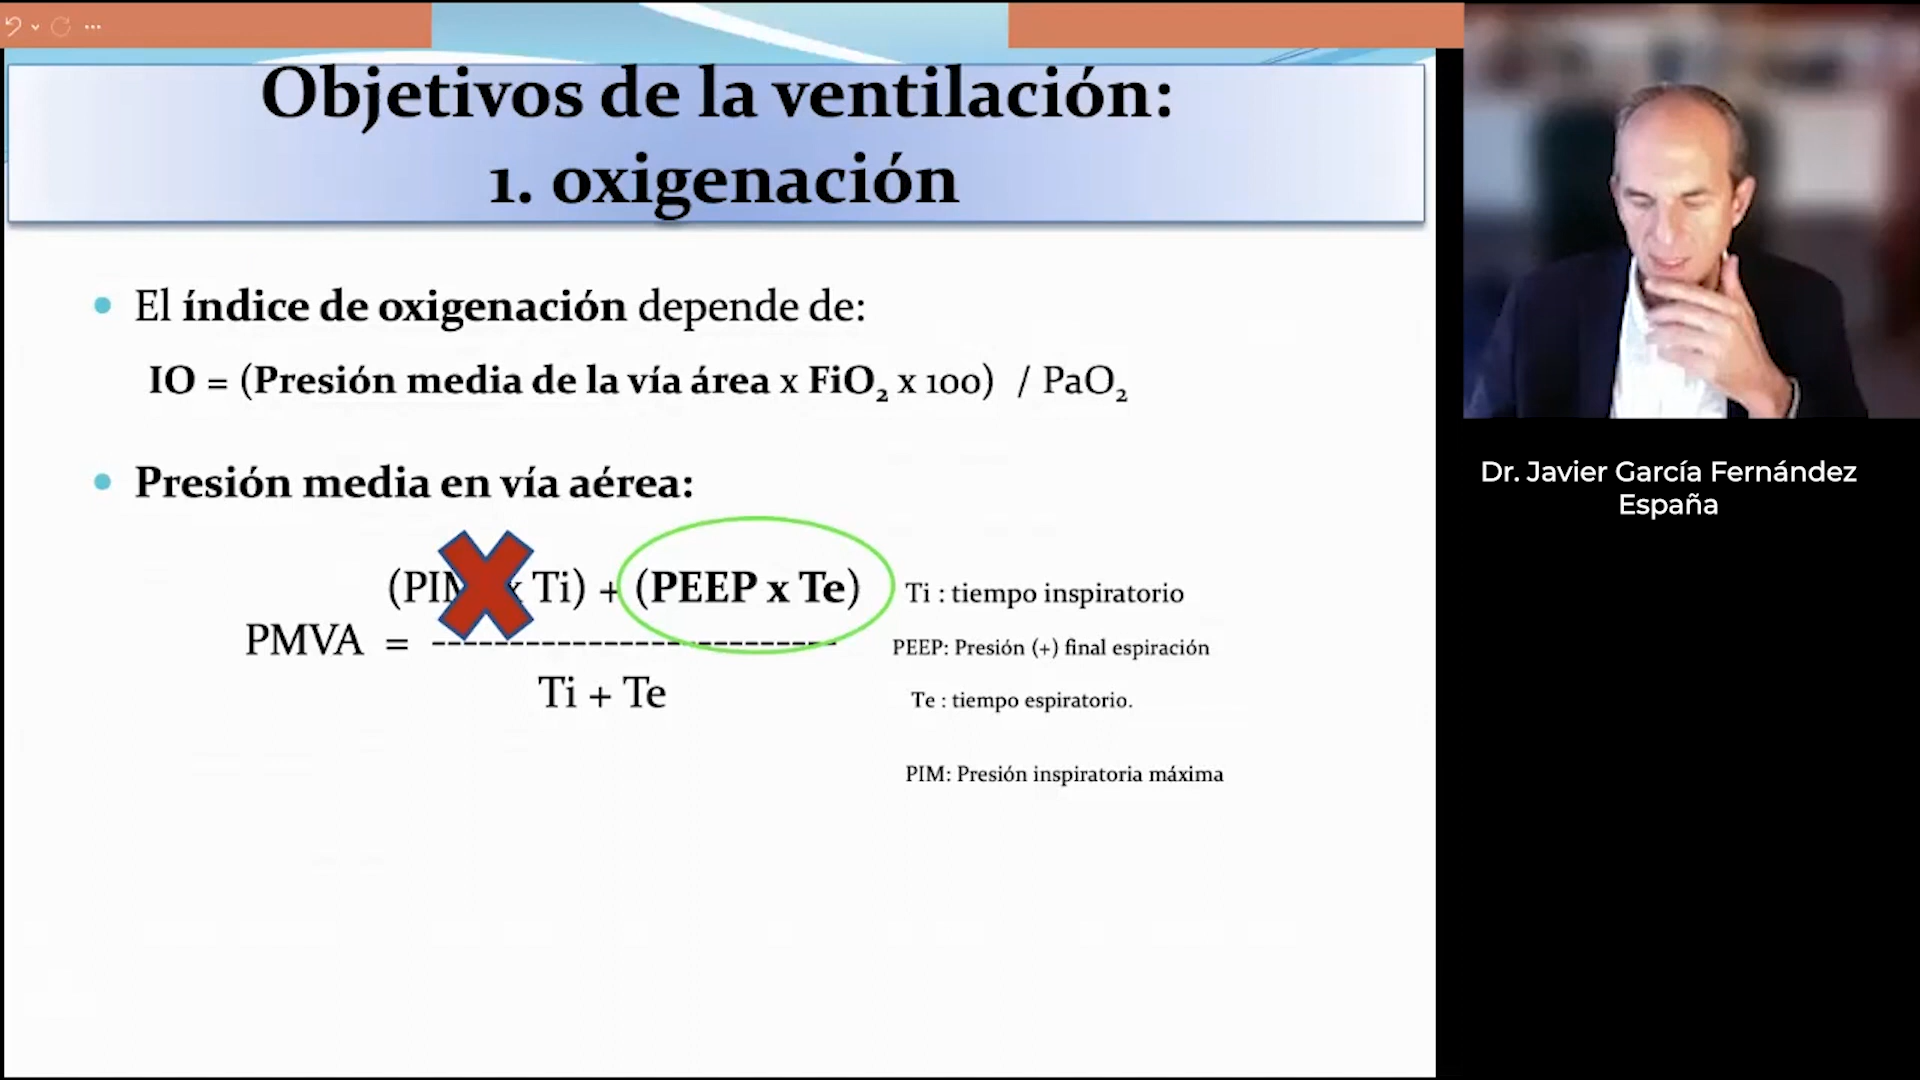 Objetivos de la ventilación:
1. oxigenación
El índice de oxigenación depende de:
IO = (Presión media de la vía área x FiO₂ x 100) / PaO₂
Presión media en vía aérea:
(PIM x Ti) + (PEEP x Te)
PMVA = --------------------------
Ti + Te
Ti : tiempo inspiratorio
PEEP: Presión (+) final espiración
Te : tiempo espiratorio.
PIM: Presión inspiratoria máxima
Dr. Javier García Fernández
España